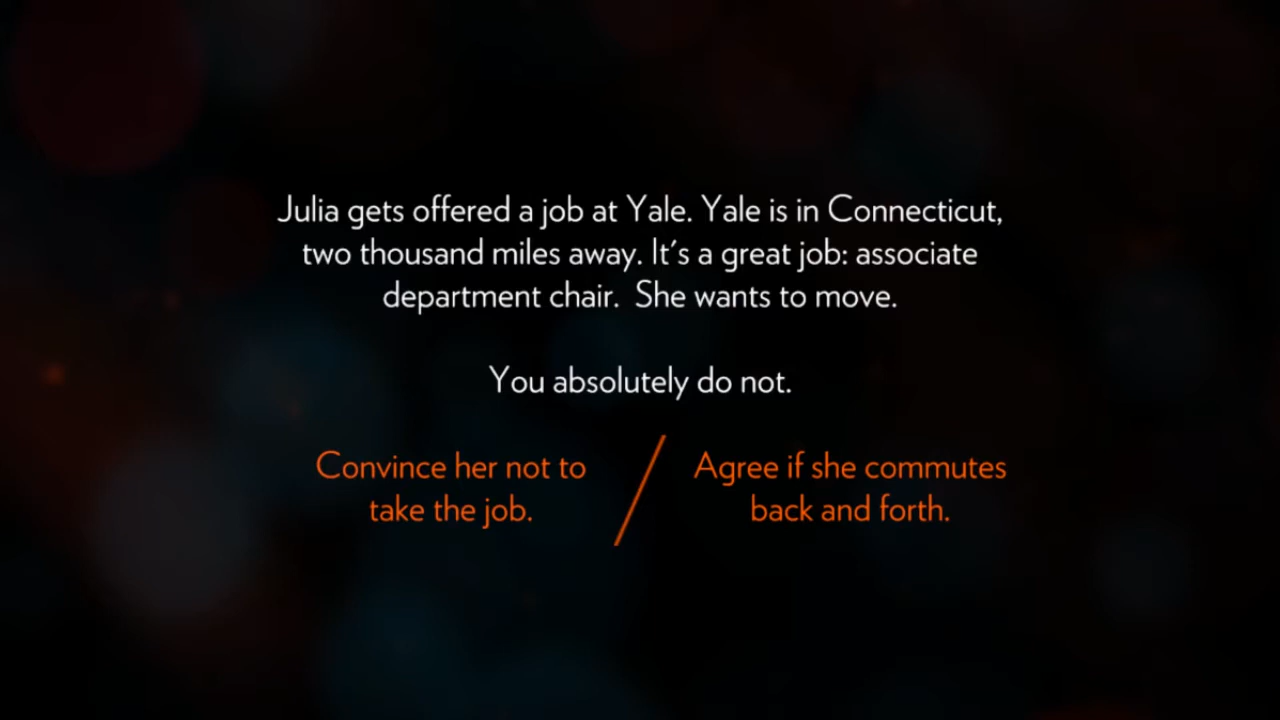 Julia gets offered a job at Yale. Yale is in Connecticut,
two thousand miles away. It's a great job: associate
department chair.  She wants to move.
You absolutely do not.
Convince her not to
take the job.
Agree if she commutes
back and forth.